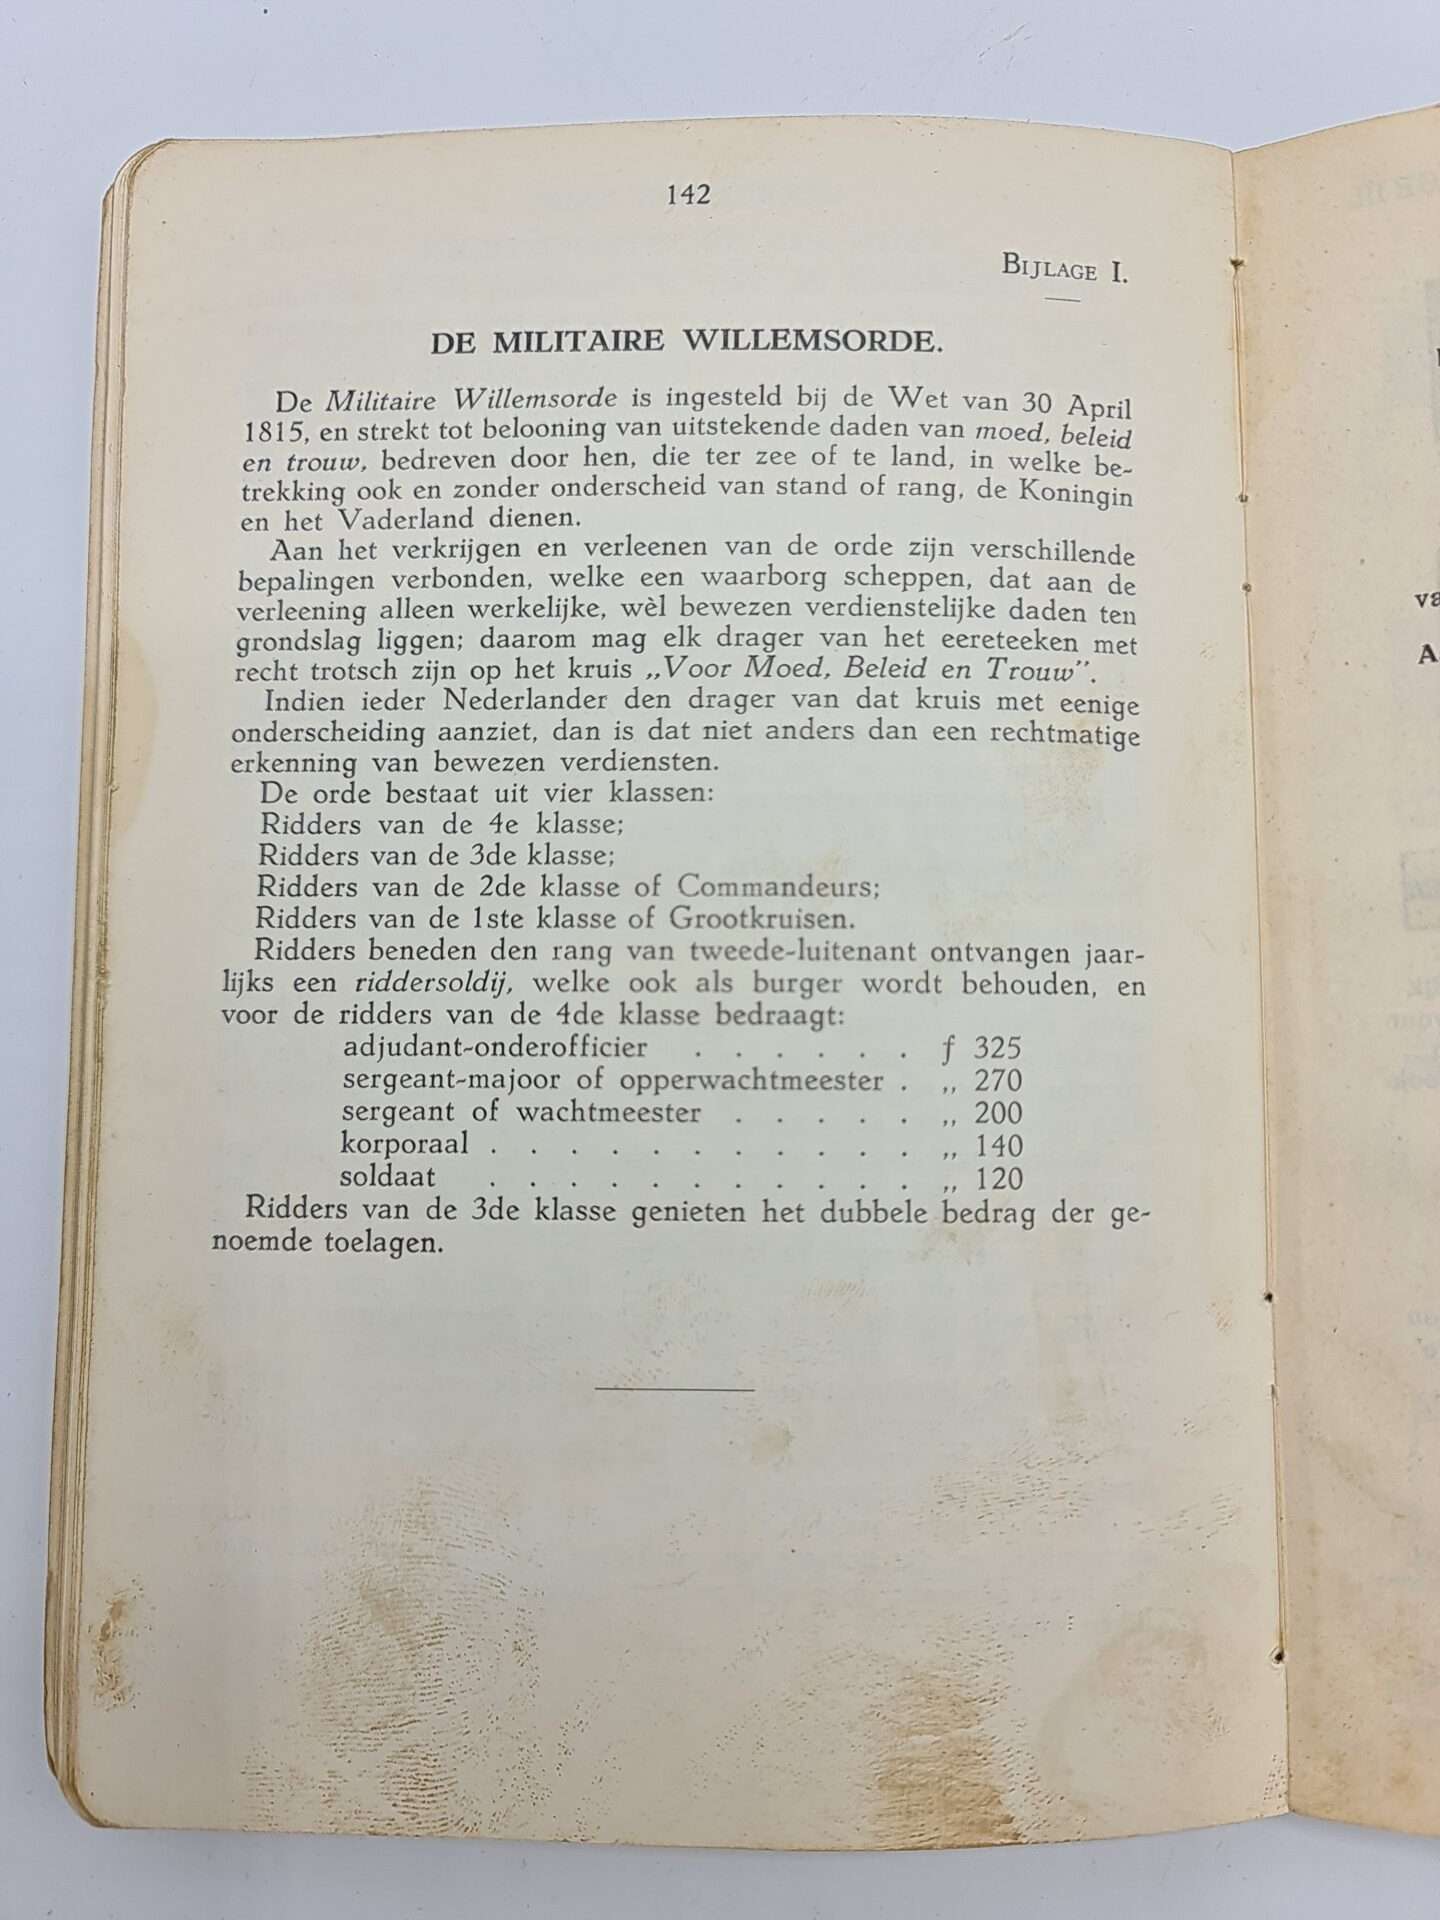 142
BIJLAGE I.
DE MILITAIRE WILLEMSORDE.
De Militaire Willemsorde is ingesteld bij de Wet van 30 April
1815, en strekt tot belooning van uitstekende daden van moed, beleid
en trouw, bedreven door hen, die ter zee of te land, in welke be-
trekking ook en zonder onderscheid van stand of rang, de Koningin
en het Vaderland dienen.
Aan het verkrijgen en verleenen van de orde zijn verschillende
bepalingen verbonden, welke een waarborg scheppen, dat aan de
verleening alleen werkelijke, wèl bewezen verdienstelijke daden ten
grondslag liggen; daarom mag elk drager van het eereteeken met
recht trotsch zijn op het kruis „Voor Moed, Beleid en Trouw”.
Indien ieder Nederlander den drager van dat kruis met eenige
onderscheiding aanziet, dan is dat niet anders dan een rechtmatige
erkenning van bewezen verdiensten.
De orde bestaat uit vier klassen:
Ridders van de 4e klasse;
Ridders van de 3de klasse;
Ridders van de 2de klasse of Commandeurs;
Ridders van de 1ste klasse of Grootkruisen.
Ridders beneden den rang van tweede-luitenant ontvangen jaar-
lijks een riddersoldij, welke ook als burger wordt behouden, en
voor de ridders van de 4de klasse bedraagt:
adjudant-onderofficier . . . . . . ƒ 325
sergeant-majoor of opperwachtmeester . „ 270
sergeant of wachtmeester . . . . . „ 200
korporaal . . . . . . . . . . . „ 140
soldaat . . . . . . . . . . . „ 120
Ridders van de 3de klasse genieten het dubbele bedrag der ge-
noemde toelagen.
va
A